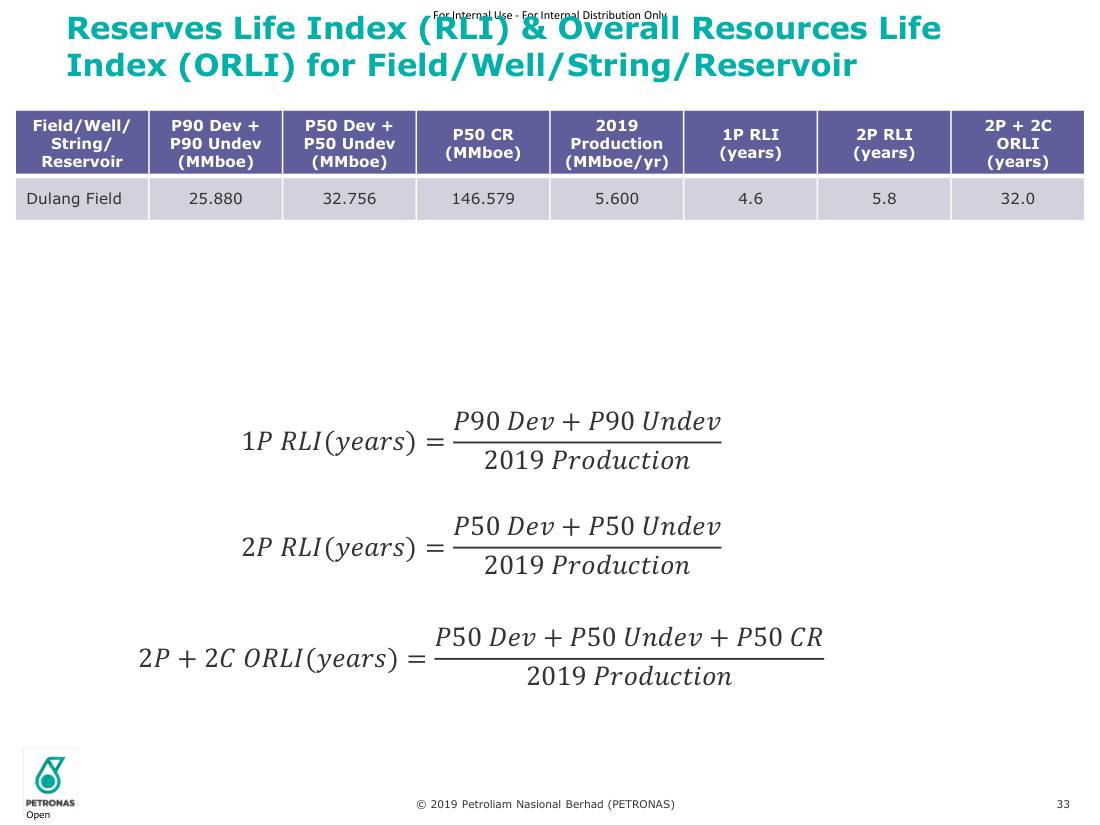 For Internal Use - For Internal Distribution Only
Reserves Life Index (RLI) & Overall Resources Life
Index (ORLI) for Field/Well/String/Reservoir
Field/Well/
String/
Reservoir
P90 Dev +
P90 Undev
(MMboe)
P50 Dev +
P50 Undev
(MMboe)
P50 CR
(MMboe)
2019
Production
(MMboe/yr)
1P RLI
(years)
2P RLI
(years)
2P + 2C
ORLI
(years)
Dulang Field 25.880 32.756 146.579 5.600 4.6 5.8 32.0
1P RLI(years) = P90 Dev + P90 Undev
2019 Production
2P RLI(years) = P50 Dev + P50 Undev
2019 Production
2P + 2C ORLI(years) = P50 Dev + P50 Undev + P50 CR
2019 Production
PETRONAS
Open
© 2019 Petroliam Nasional Berhad (PETRONAS)
33